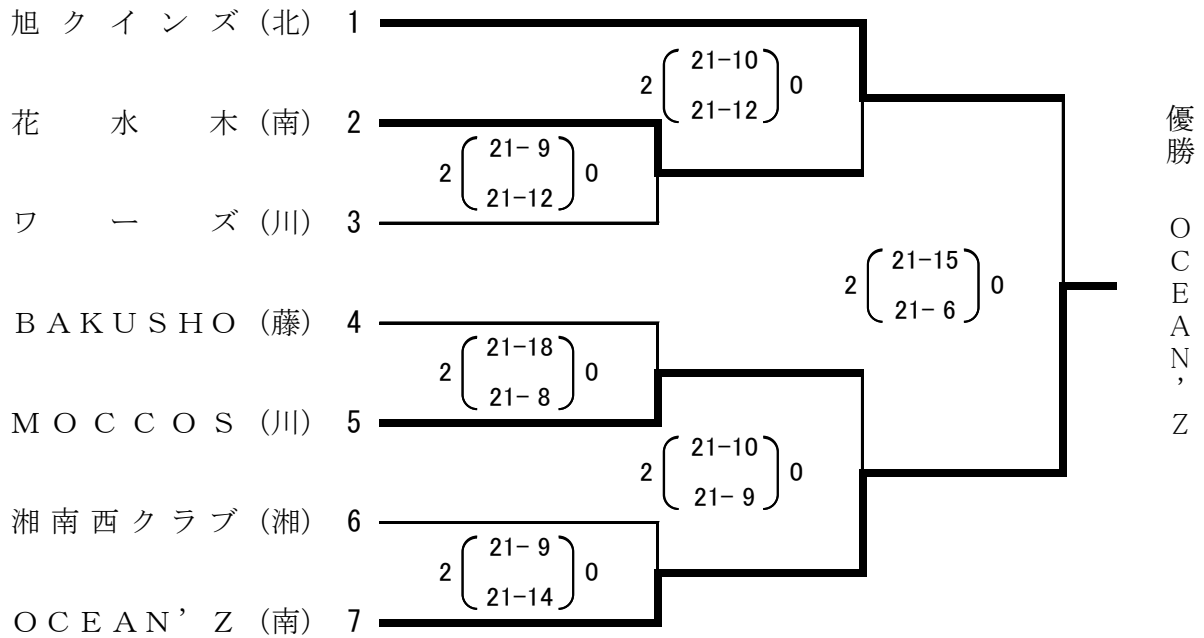 旭クインズ(北) 1
2 21-10 0
21-12
花水木(南) 2
2 21- 9 0
21-12
ワーズ(川) 3
2 21-15 0
21- 6
BAKUSHO(藤) 4
2 21-18 0
21- 8
MOCCOS(川) 5
2 21-10 0
21- 9
湘南西クラブ(湘) 6
2 21- 9 0
21-14
OCEAN'Z(南) 7
優勝 OCEAN'Z